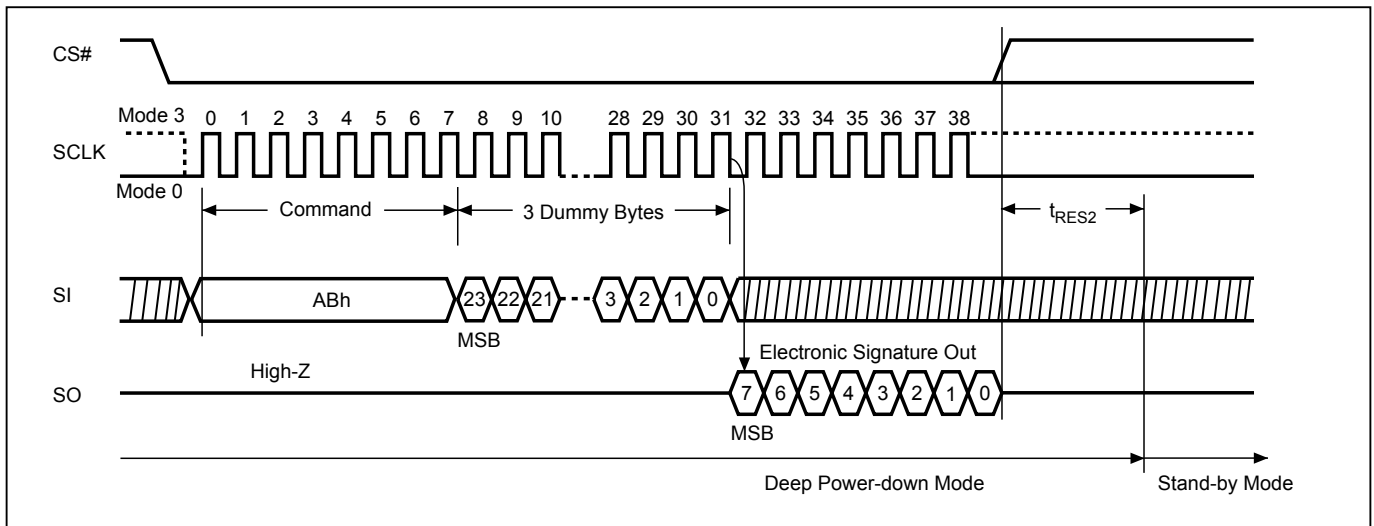 CS#
Mode 3
0 1 2 3 4 5 6 7 8 9 10 28 29 30 31 32 33 34 35 36 37 38
SCLK
Mode 0
Command
3 Dummy Bytes
tRES2
SI
ABh
23 22 21 3 2 1 0
MSB
Electronic Signature Out
High-Z
SO
7 6 5 4 3 2 1 0
MSB
Deep Power-down Mode
Stand-by Mode